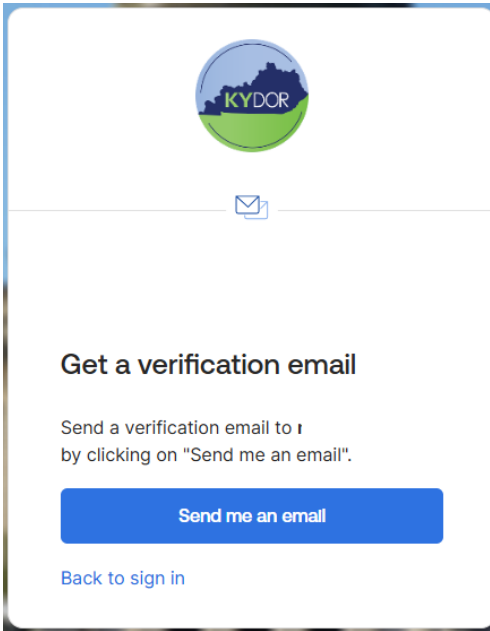 KYDOR
Get a verification email
Send a verification email to
by clicking on "Send me an email".
Send me an email
Back to sign in